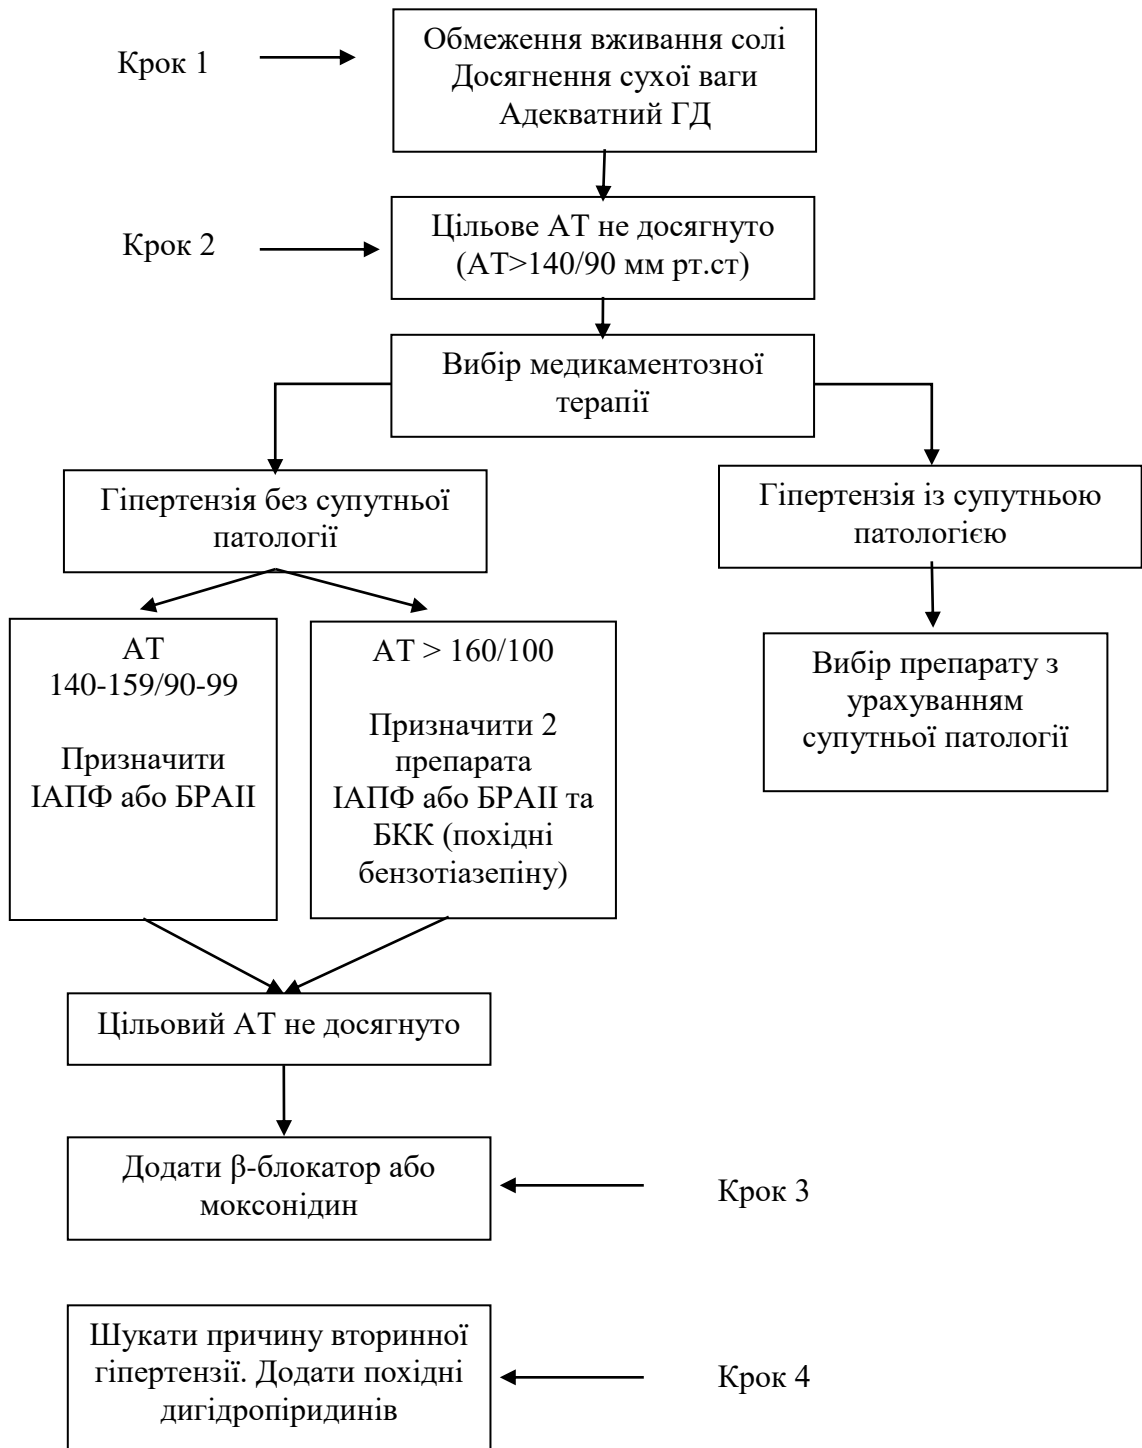 Крок 1
Обмеження вживання солі
Досягнення сухої ваги
Адекватний ГД
Крок 2
Цільове АТ не досягнуто
(АТ>140/90 мм рт.ст)
Вибір медикаментозної
терапії
Гіпертензія без супутньої
патології
Гіпертензія із супутньою
патологією
АТ
140-159/90-99
Призначити
ІАПФ або БРАІІ
АТ > 160/100
Призначити 2
препарата
ІАПФ або БРАІІ та
БКК (похідні
бензотіазепіну)
Вибір препарату з
урахуванням
супутньої патології
Цільовий АТ не досягнуто
Додати β-блокатор або
моксонідин
Крок 3
Шукати причину вторинної
гіпертензії. Додати похідні
дигідропіридинів
Крок 4